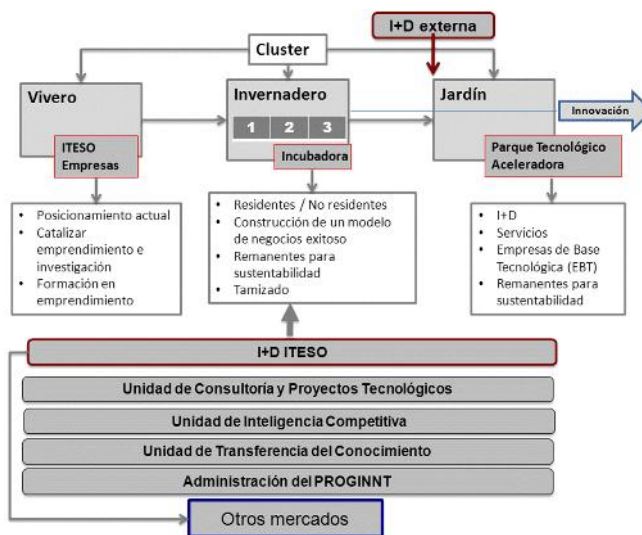 I+D externa
Cluster
Vivero
Invernadero
Jardín
1 2 3
Innovación
ITESO
Empresas
Incubadora
Parque Tecnológico
Aceleradora
• Posicionamiento actual
• Catalizar
emprendimiento e
investigación
• Formación en
emprendimiento
• Residentes / No residentes
• Construcción de un modelo
de negocios exitoso
• Remanentes para
sustentabilidad
• Tamizado
• I+D
• Servicios
• Empresas de Base
Tecnológica (EBT)
• Remanentes para
sustentabilidad
I+D ITESO
Unidad de Consultoría y Proyectos Tecnológicos
Unidad de Inteligencia Competitiva
Unidad de Transferencia del Conocimiento
Administración del PROGINNT
Otros mercados